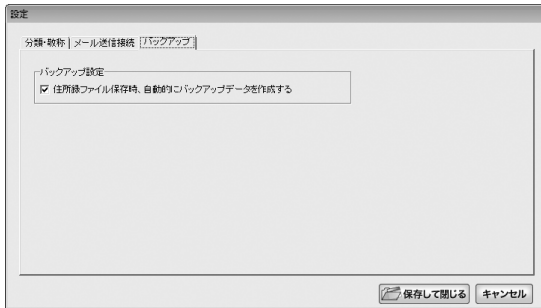 設定
分類・敬称 メール送信接続 バックアップ
バックアップ設定
住所録ファイル保存時、自動的にバックアップデータを作成する
保存して閉じる キャンセル